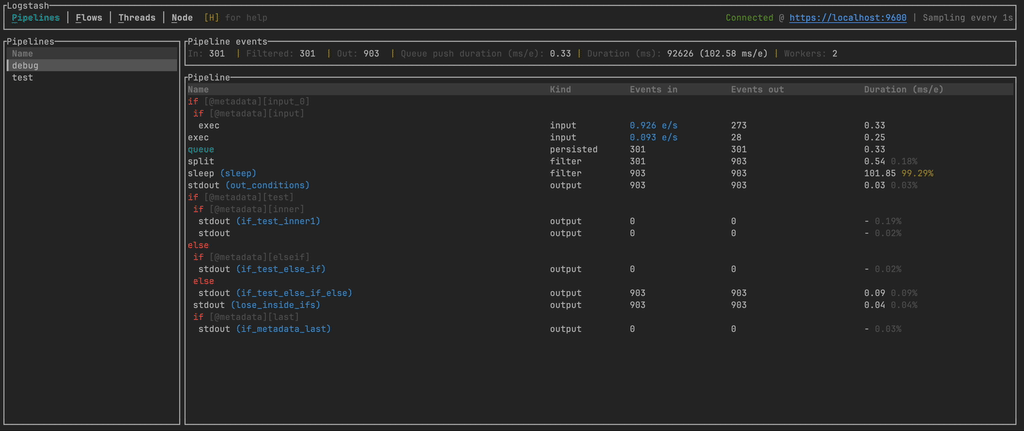 Logstash
Pipelines | Flows | Threads | Node [H] for help Connected @ https://localhost:9600 | Sampling every 1s
Pipelines
Name
debug
test
Pipeline events
In: 301 | Filtered: 301 | Out: 903 | Queue push duration (ms/e): 0.33 | Duration (ms): 92626 (102.58 ms/e) | Workers: 2
Pipeline
Name Kind Events in Events out Duration (ms/e)
if [@metadata][input_0]
if [@metadata][input]
exec input 0.926 e/s 273 0.33
exec input 0.093 e/s 28 0.25
queue persisted 301 301 0.33
split filter 301 903 0.54 0.18%
sleep (sleep) filter 903 903 101.85 99.29%
stdout (out_conditions) output 903 903 0.03 0.03%
if [@metadata][test]
if [@metadata][inner]
stdout (if_test_inner1) output 0 0 - 0.19%
stdout output 0 0 - 0.02%
else
if [@metadata][elseif]
stdout (if_test_else_if) output 0 0 - 0.02%
else
stdout (if_test_else_if_else) output 903 903 0.09 0.09%
stdout (lose_inside_ifs) output 903 903 0.04 0.04%
if [@metadata][last]
stdout (if_metadata_last) output 0 0 - 0.03%